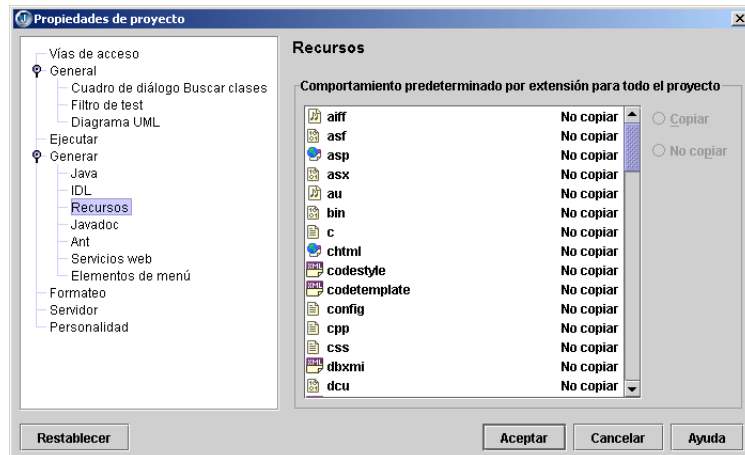 Propiedades de proyecto
Vías de acceso
General
Cuadro de diálogo Buscar clases
Filtro de test
Diagrama UML
Ejecutar
Generar
Java
IDL
Recursos
Javadoc
Ant
Servicios web
Elementos de menú
Formateo
Servidor
Personalidad
Recursos
Comportamiento predeterminado por extensión para todo el proyecto
aiff No copiar
asf No copiar
asp No copiar
asx No copiar
au No copiar
bin No copiar
c No copiar
chtml No copiar
codestyle No copiar
codetemplate No copiar
config No copiar
cpp No copiar
css No copiar
dbxmi No copiar
dcu No copiar
Copiar
No copiar
Restablecer
Aceptar
Cancelar
Ayuda